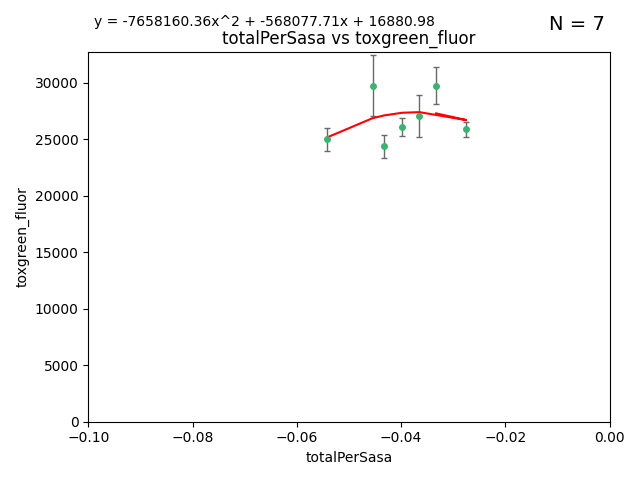 y = -7658160.36x^2 + -568077.71x + 16880.98
N = 7
totalPerSasa vs toxgreen_fluor
30000
25000
20000
15000
10000
5000
0
toxgreen_fluor
−0.10
−0.08
−0.06
−0.04
−0.02
0.00
totalPerSasa